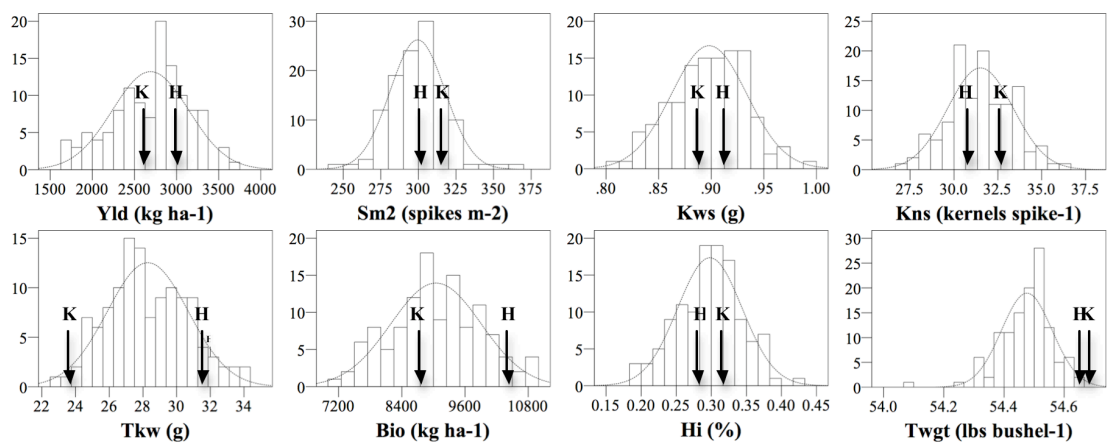 20
15
10
5
0
K H
1500 2000 2500 3000 3500 4000
Yld (kg ha-1)
30
20
10
0
H K
250 275 300 325 350 375
Sm2 (spikes m-2)
20
15
10
5
0
K H
.80 .85 .90 .95 1.00
Kws (g)
25
20
15
10
5
0
H K
27.5 30.0 32.5 35.0 37.5
Kns (kernels spike-1)
15
10
5
0
K H
22 24 26 28 30 32 34
Tkw (g)
20
15
10
5
0
K H
7200 8400 9600 10800
Bio (kg ha-1)
20
15
10
5
0
H K
0.15 0.20 0.25 0.30 0.35 0.40 0.45
Hi (%)
30
25
20
15
10
5
0
H K
54.0 54.2 54.4 54.6
Twgt (lbs bushel-1)